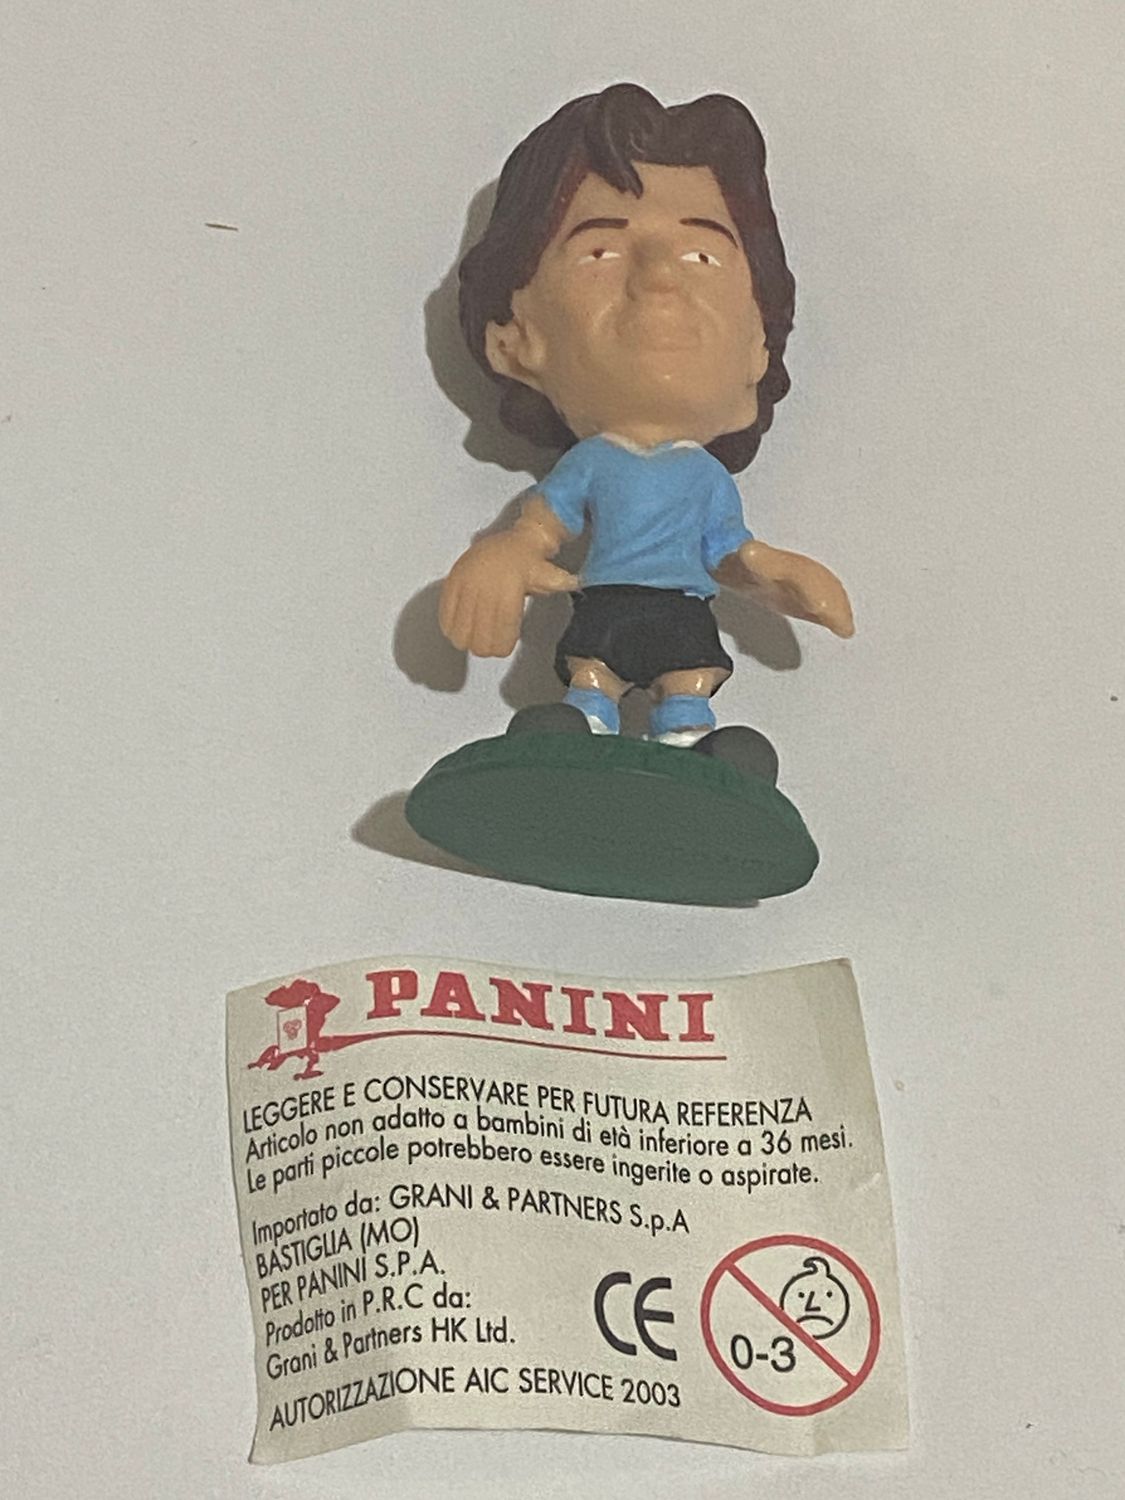 PANINI
LEGGERE E CONSERVARE PER FUTURA REFERENZA
Articolo non adatto a bambini di età inferiore a 36 mesi.
Le parti piccole potrebbero essere ingerite o aspirate.
Importato da: GRANI & PARTNERS S.p.A
BASTIGLIA (MO)
PER PANINI S.P.A.
Prodotto in P.R.C da:
Grani & Partners HK Ltd.
AUTORIZZAZIONE AIC SERVICE 2003
CE
0-3